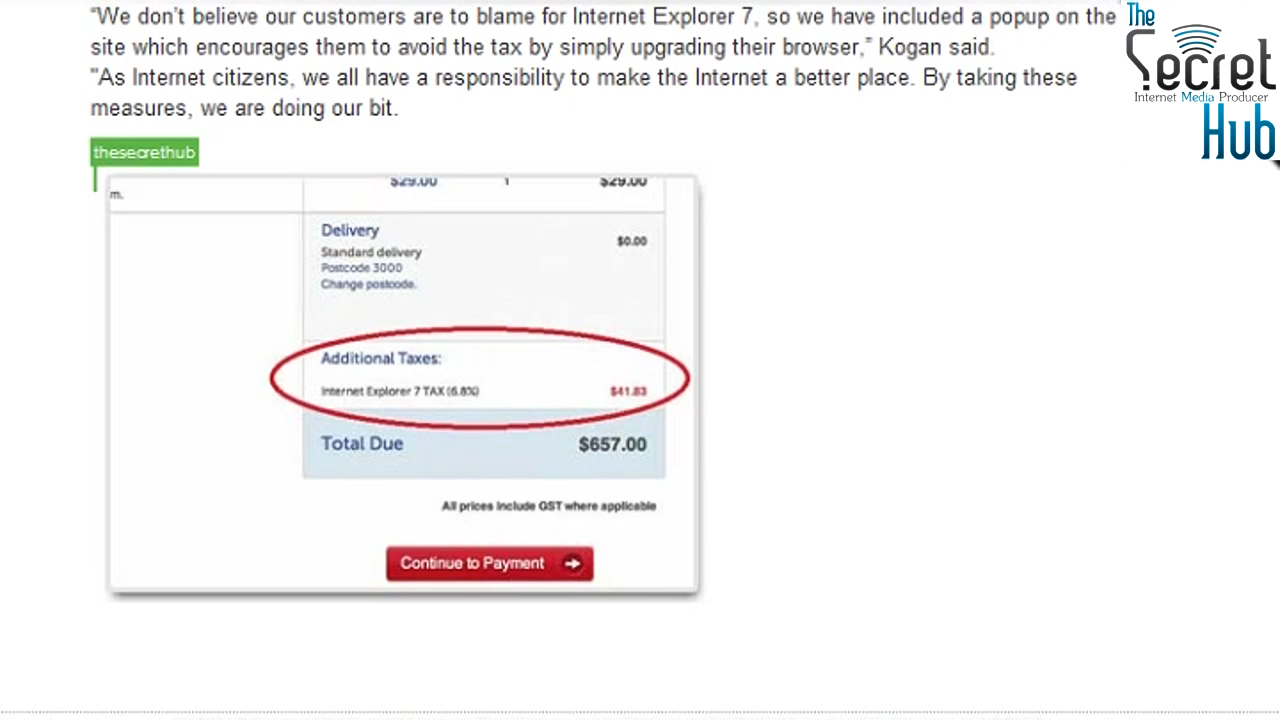 “We don’t believe our customers are to blame for Internet Explorer 7, so we have included a popup on the
site which encourages them to avoid the tax by simply upgrading their browser,” Kogan said.
"As Internet citizens, we all have a responsibility to make the Internet a better place. By taking these
measures, we are doing our bit.
The
Secret
Internet Media Producer
Hub
thesecrethub
$29.00 1 $29.00
m.
Delivery
$0.00
Standard delivery
Postcode 3000
Change postcode.
Additional Taxes:
Internet Explorer 7 TAX (6.8%) $41.83
Total Due $657.00
All prices include GST where applicable
Continue to Payment